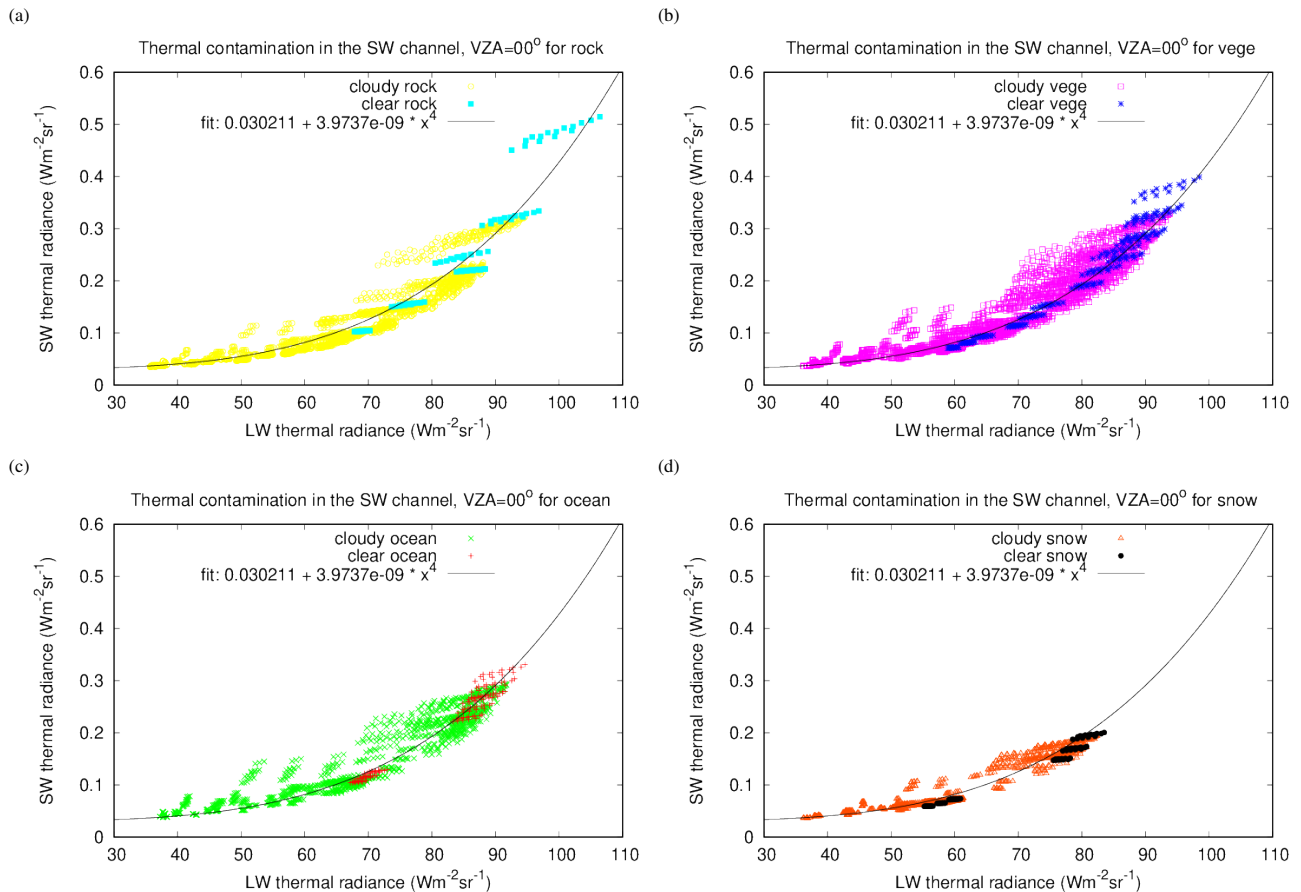 (a)
Thermal contamination in the SW channel, VZA=00° for rock
cloudy rock
clear rock
fit: 0.030211 + 3.9737e-09 * x⁴
SW thermal radiance (Wm⁻²sr⁻¹)
0.6
0.5
0.4
0.3
0.2
0.1
0
30 40 50 60 70 80 90 100 110
LW thermal radiance (Wm⁻²sr⁻¹)
(b)
Thermal contamination in the SW channel, VZA=00° for vege
cloudy vege
clear vege
fit: 0.030211 + 3.9737e-09 * x⁴
SW thermal radiance (Wm⁻²sr⁻¹)
0.6
0.5
0.4
0.3
0.2
0.1
0
30 40 50 60 70 80 90 100 110
LW thermal radiance (Wm⁻²sr⁻¹)
(c)
Thermal contamination in the SW channel, VZA=00° for ocean
cloudy ocean
clear ocean
fit: 0.030211 + 3.9737e-09 * x⁴
SW thermal radiance (Wm⁻²sr⁻¹)
0.6
0.5
0.4
0.3
0.2
0.1
0
30 40 50 60 70 80 90 100 110
LW thermal radiance (Wm⁻²sr⁻¹)
(d)
Thermal contamination in the SW channel, VZA=00° for snow
cloudy snow
clear snow
fit: 0.030211 + 3.9737e-09 * x⁴
SW thermal radiance (Wm⁻²sr⁻¹)
0.6
0.5
0.4
0.3
0.2
0.1
0
30 40 50 60 70 80 90 100 110
LW thermal radiance (Wm⁻²sr⁻¹)